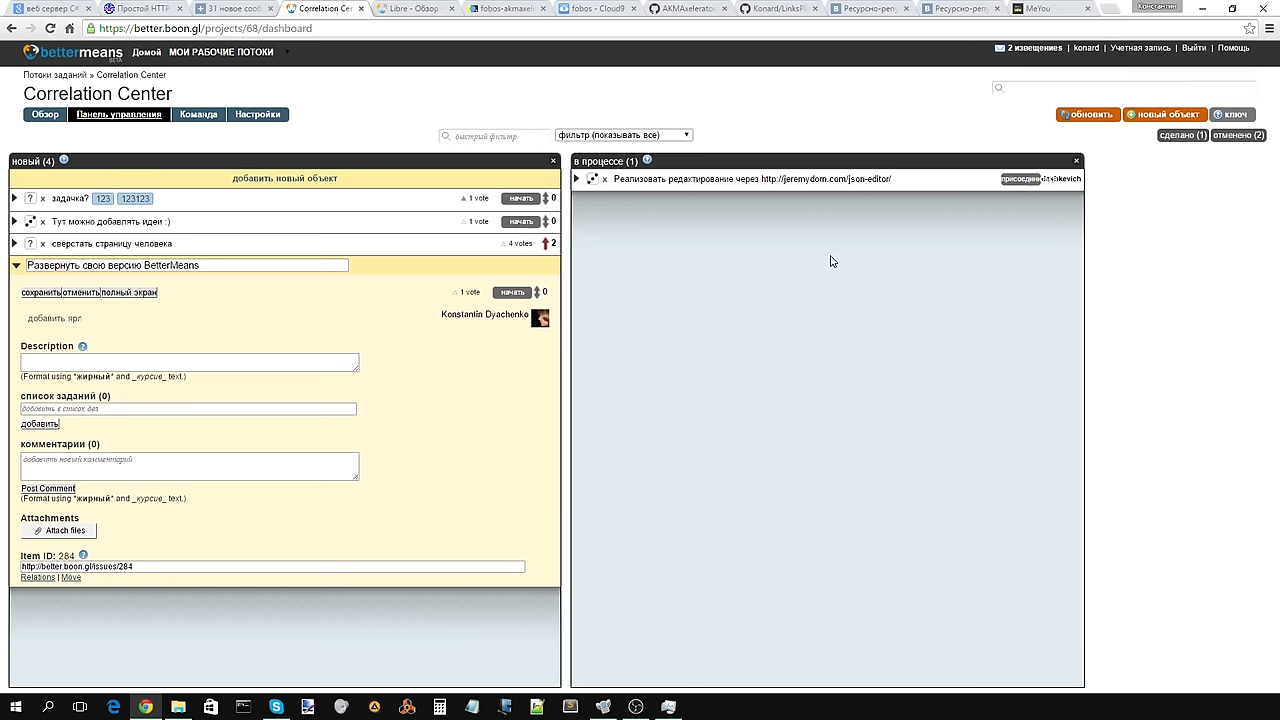 веб сервер C#
Простой HTTP
31 новое сооб
Correlation Cer
Libre - Обзор
fobos-akmaxel
fobos - Cloud9
AKMAxelerator
Konard/LinksPl
Ресурсно-реп
Ресурсно-реп
MeYou
Константин
https://better.boon.gl/projects/68/dashboard
bettermeans BETA Домой МОИ РАБОЧИЕ ПОТОКИ
2 извещениея | konard | Учетная запись | Выйти | Помощь
Потоки заданий » Correlation Center
Correlation Center
Обзор Панель управления Команда Настройки
обновить новый объект ключ
быстрый фильтр фильтр (показывать все)
сделано (1) отменено (2)
новый (4)
добавить новый объект
? x задачка? 123 123123 1 vote начать 0
x Тут можно добавлять идеи :) 1 vote начать 0
? x сверстать страницу человека 4 votes 2
Развернуть свою версию BetterMeans
сохранить отменить полный экран 1 vote начать 0
добавить ярл
Konstantin Dyachenko
Description
(Format using *жирный* and _курсив_ text.)
список заданий (0)
добавить в список дел
добавить
комментарии (0)
добавить новый комментарий
Post Comment
(Format using *жирный* and _курсив_ text.)
Attachments
Attach files
Item ID: 284
http://better.boon.gl/issues/284
Relations | Move
в процессе (1)
x Реализовать редактирование через http://jeremydorn.com/json-editor/